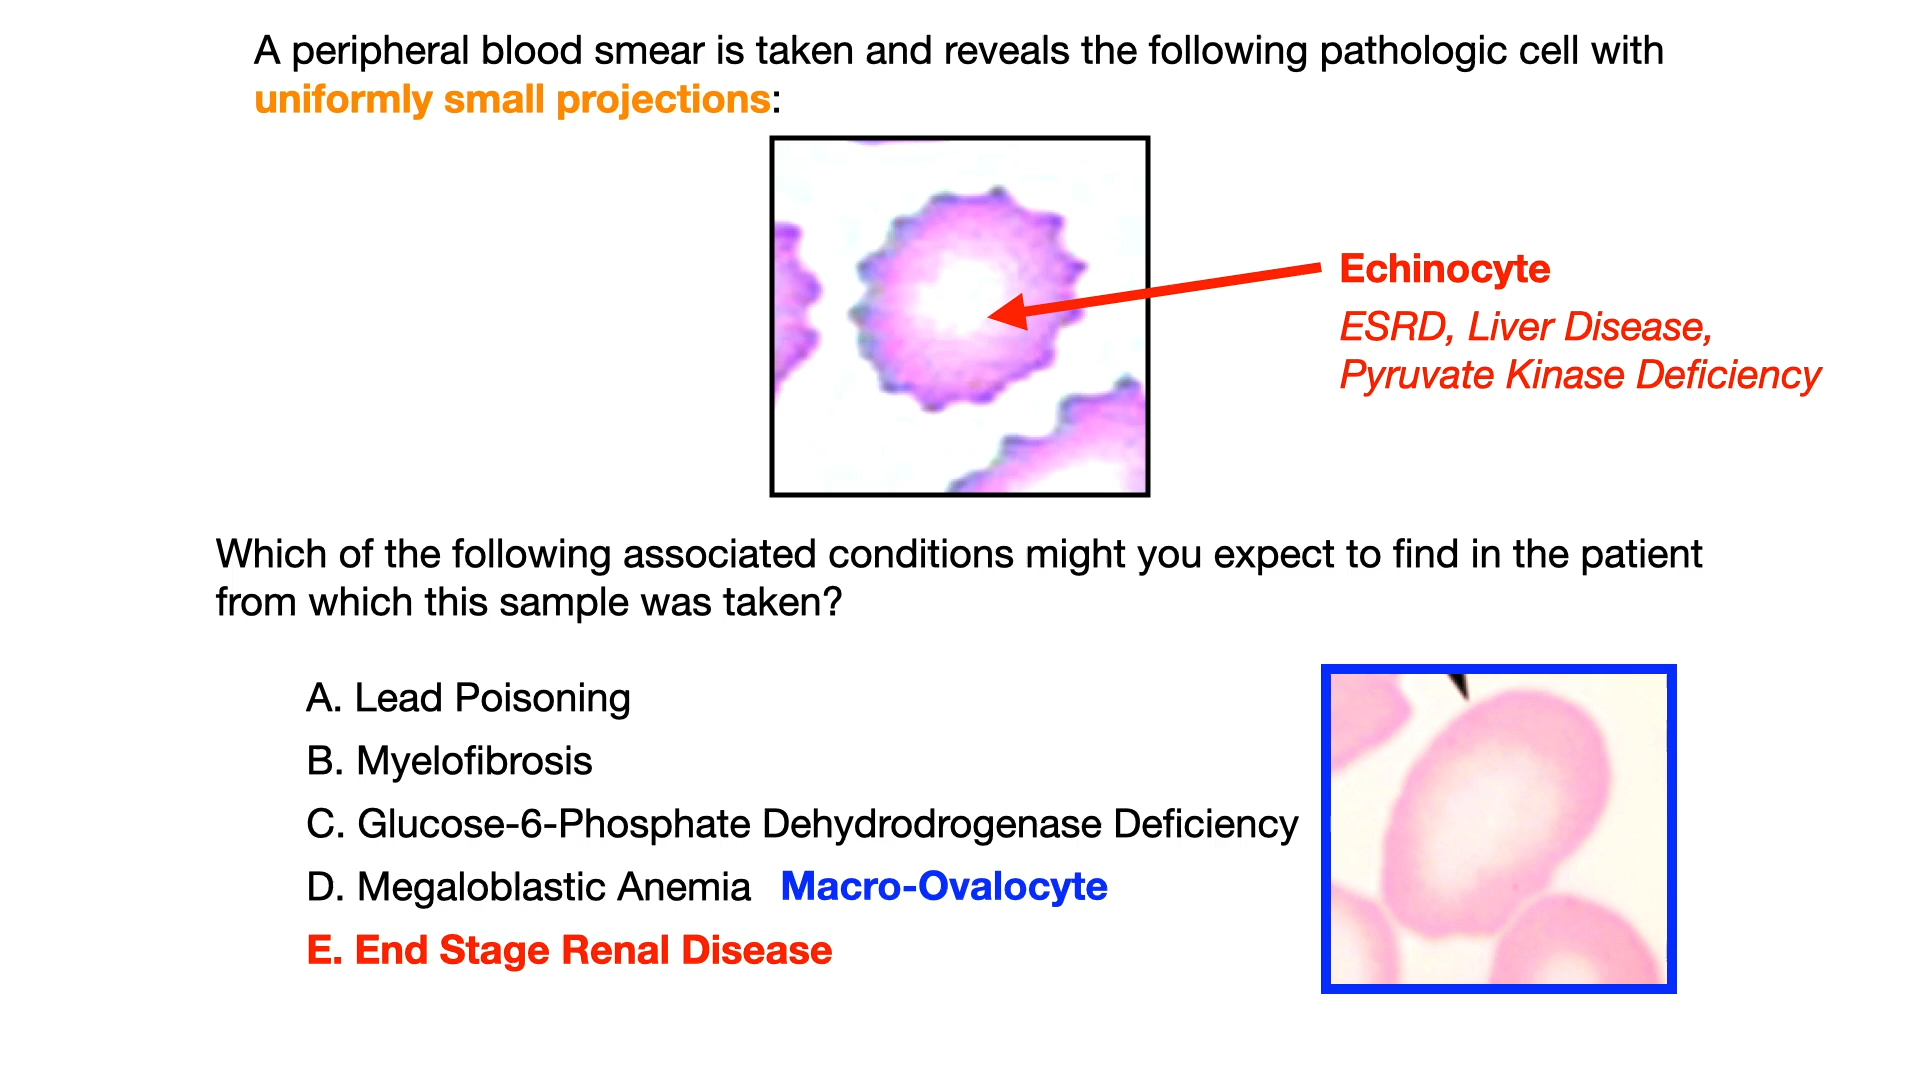 A peripheral blood smear is taken and reveals the following pathologic cell with
uniformly small projections:
Echinocyte
ESRD, Liver Disease,
Pyruvate Kinase Deficiency
Which of the following associated conditions might you expect to find in the patient
from which this sample was taken?
A. Lead Poisoning
B. Myelofibrosis
C. Glucose-6-Phosphate Dehydrodrogenase Deficiency
D. Megaloblastic Anemia Macro-Ovalocyte
E. End Stage Renal Disease